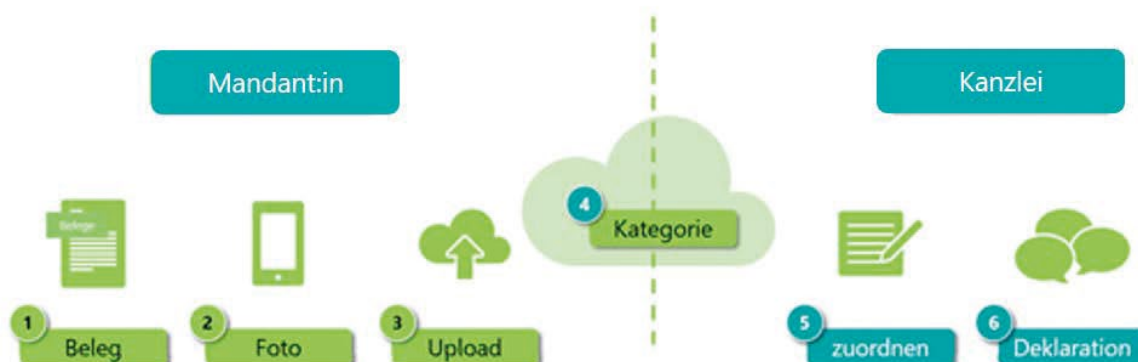 Mandant:in
Kanzlei
Belege
4
Kategorie
1
Beleg
2
Foto
3
Upload
5
zuordnen
6
Deklaration